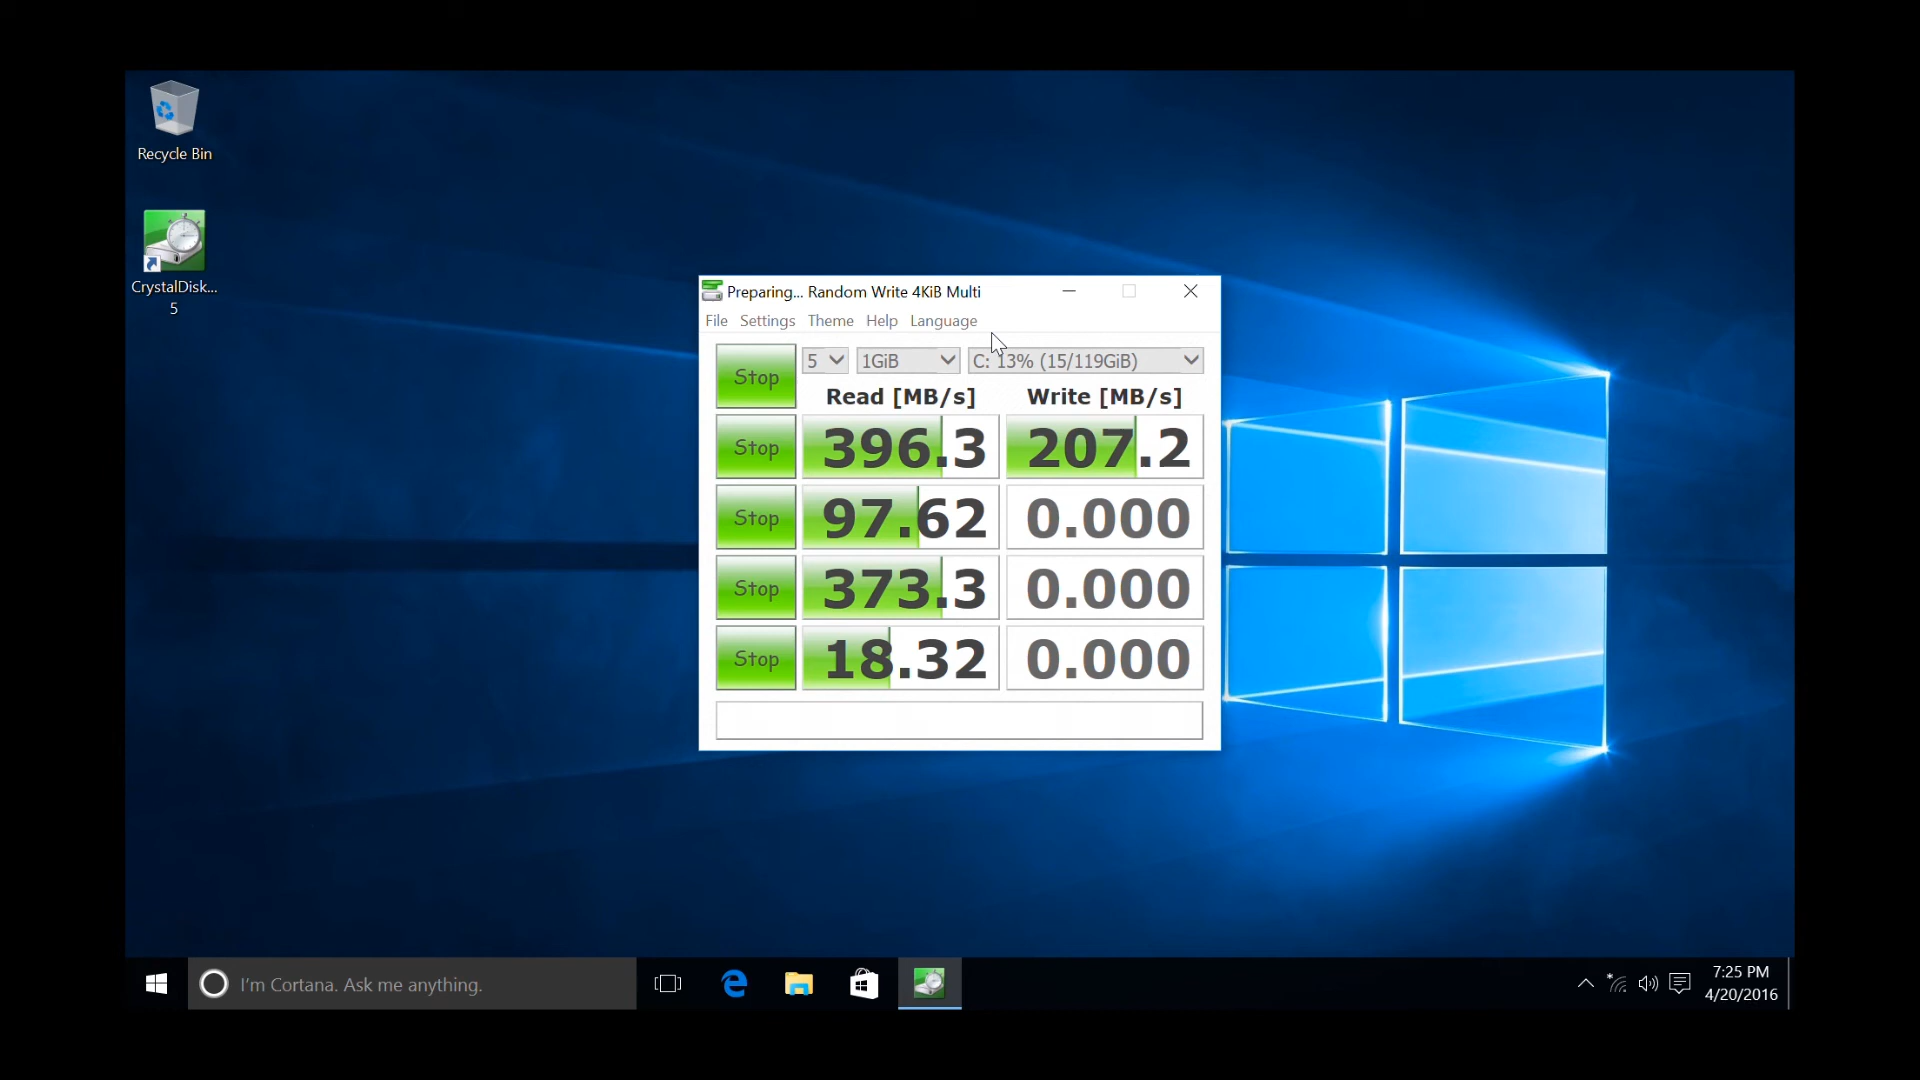 Recycle Bin
CrystalDisk...
5
Preparing... Random Write 4KiB Multi
File Settings Theme Help Language
Stop 5 1GiB C: 13% (15/119GiB)
Read [MB/s] Write [MB/s]
Stop 396.3 207.2
Stop 97.62 0.000
Stop 373.3 0.000
Stop 18.32 0.000
I'm Cortana. Ask me anything.
7:25 PM
4/20/2016